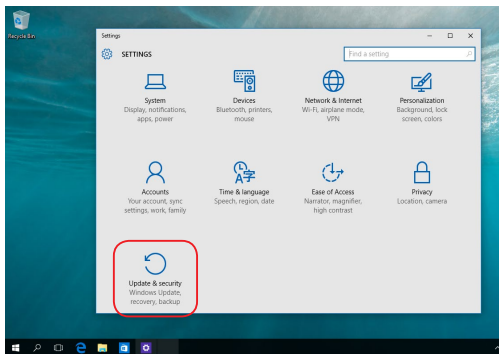 Recycle Bin
Settings
SETTINGS
Find a setting
System
Display, notifications,
apps, power
Devices
Bluetooth, printers,
mouse
Network & Internet
Wi-Fi, airplane mode,
VPN
Personalization
Background, lock
screen, colors
Accounts
Your account, sync
settings, work, family
Time & language
Speech, region, date
Ease of Access
Narrator, magnifier,
high contrast
Privacy
Location, camera
Update & security
Windows Update,
recovery, backup